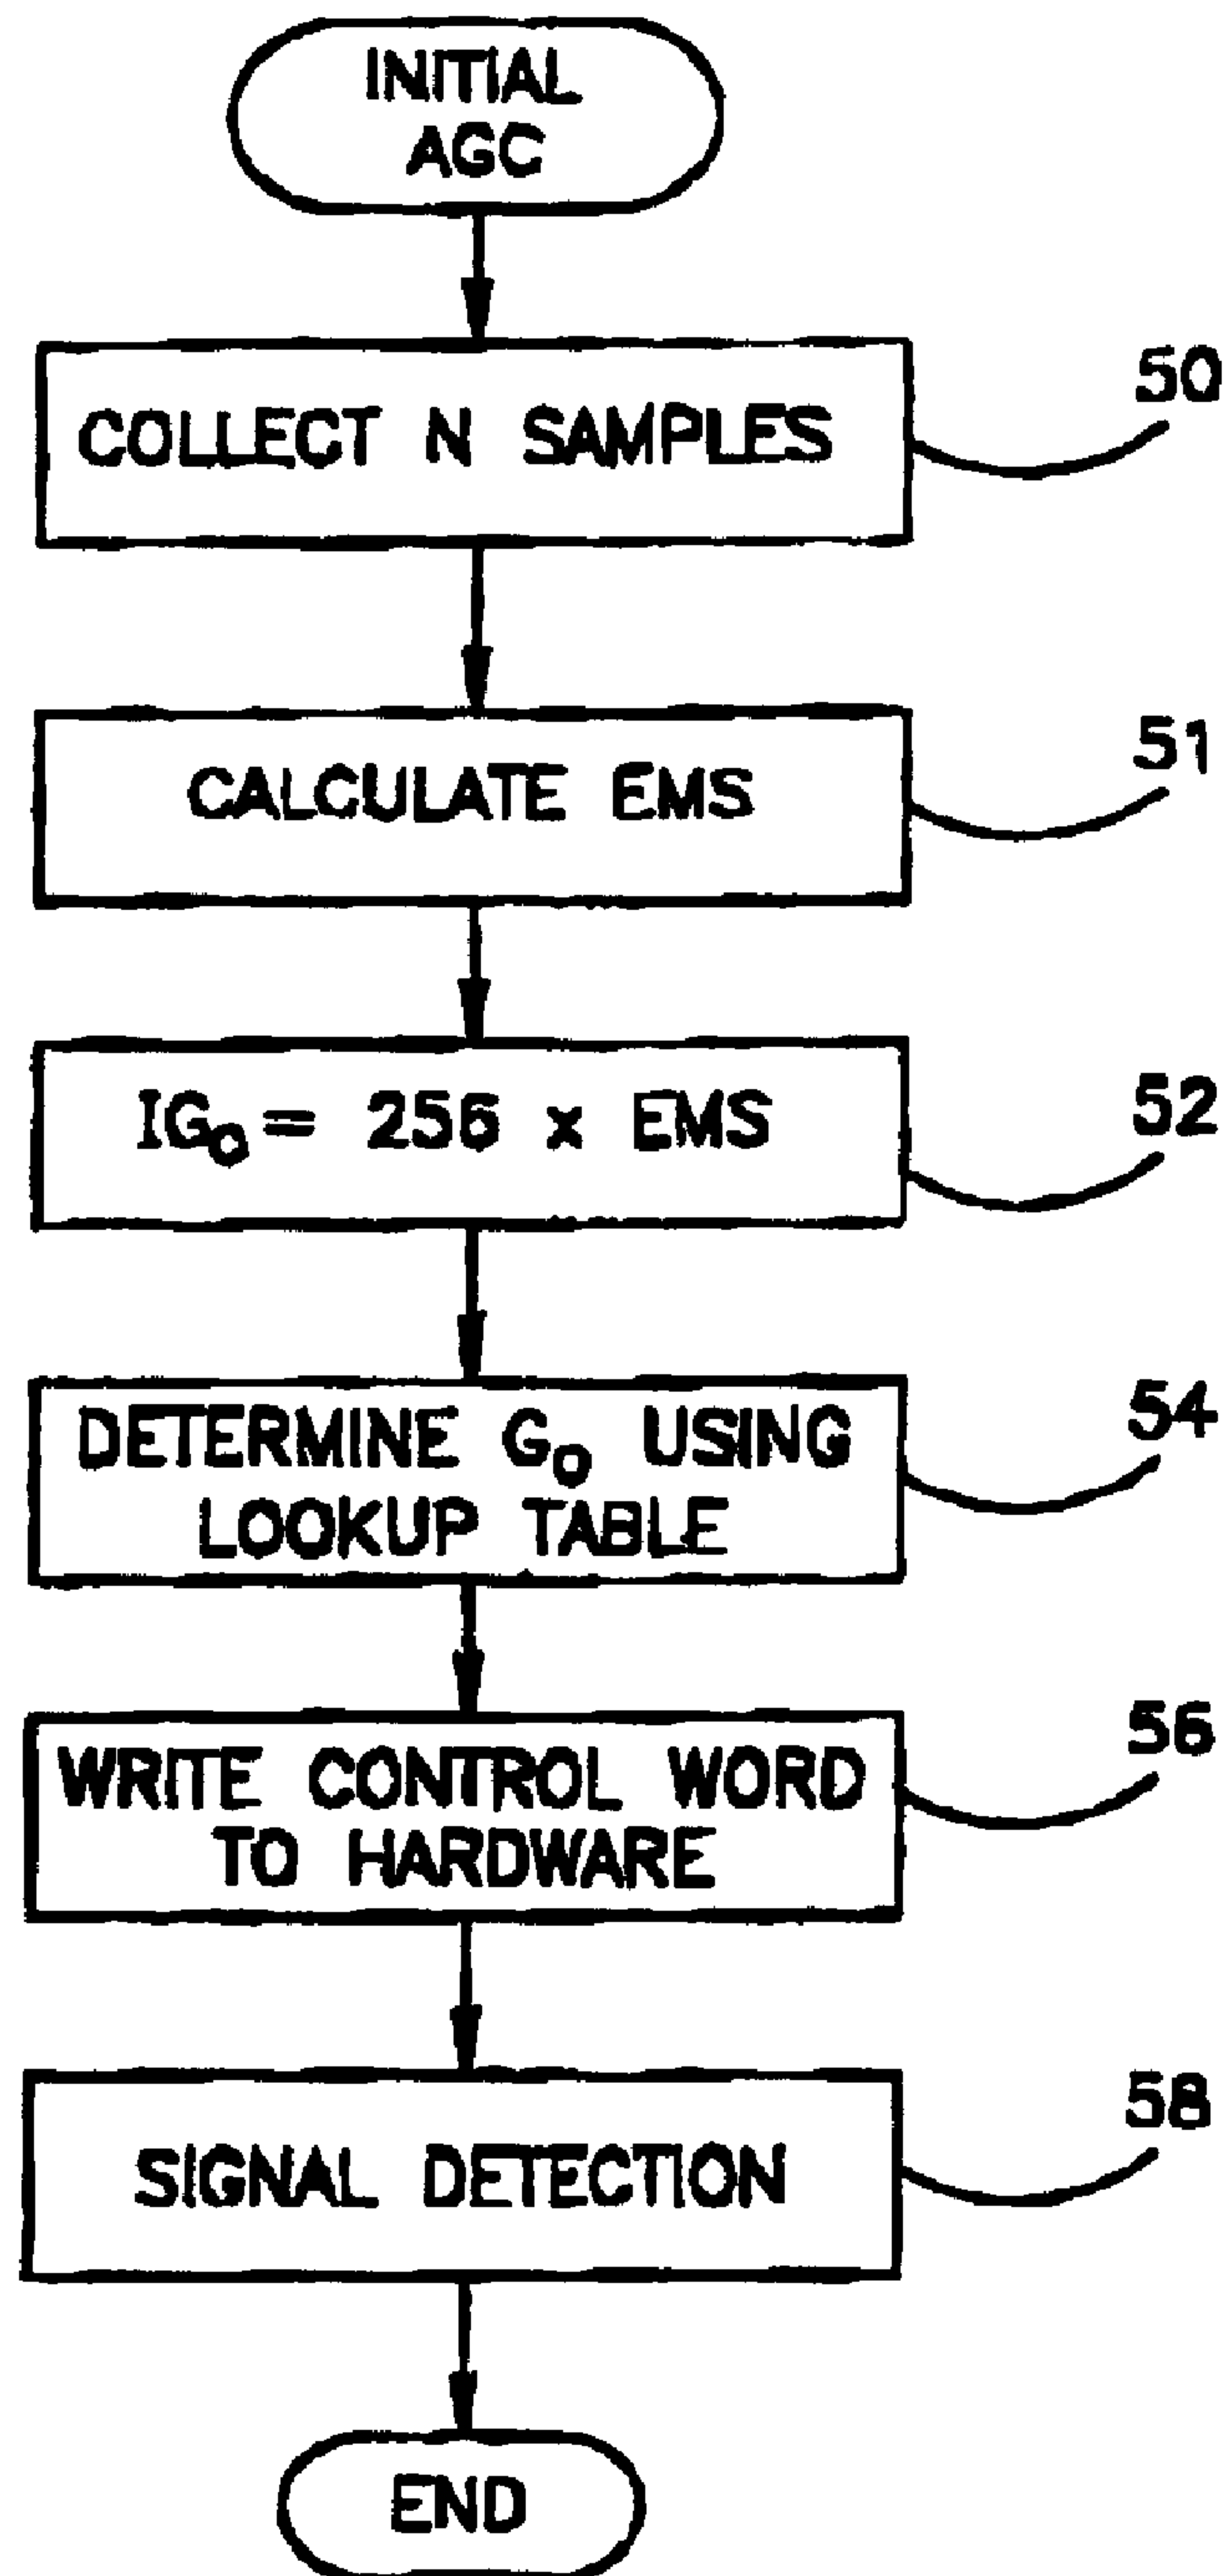 INITIAL
AGC
COLLECT N SAMPLES
50
CALCULATE EMS
51
IG₀ = 256 x EMS
52
DETERMINE G₀ USING
LOOKUP TABLE
54
WRITE CONTROL WORD
TO HARDWARE
56
SIGNAL DETECTION
58
END